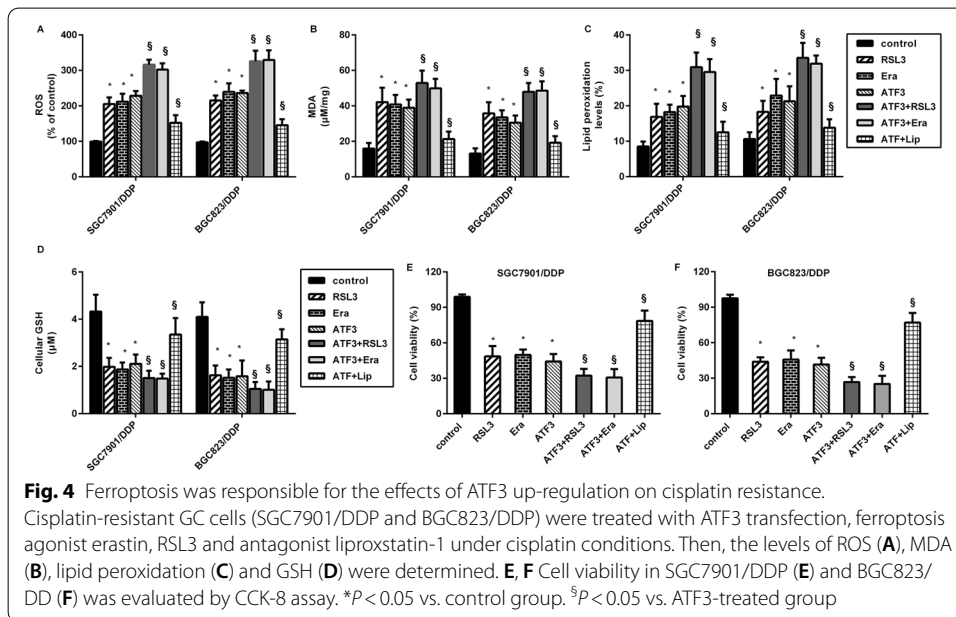 A
ROS
(% of control)
400
300
200
100
0
* * * § § §
* * * § § §
SGC7901/DDP
BGC823/DDP
B
MDA
(μM/mg)
80
60
40
20
0
* * * § § §
* * * § § §
SGC7901/DDP
BGC823/DDP
C
Lipid peroxidation
levels (%)
40
30
20
10
0
* * * § § §
* * * § § §
SGC7901/DDP
BGC823/DDP
control
RSL3
Era
ATF3
ATF3+RSL3
ATF3+Era
ATF+Lip
D
Cellular GSH
(μM)
6
4
2
0
* * * § § §
* * * § § §
SGC7901/DDP
BGC823/DDP
control
RSL3
Era
ATF3
ATF3+RSL3
ATF3+Era
ATF+Lip
E
SGC7901/DDP
Cell viablity (%)
120
90
60
30
0
* * * § § §
control
RSL3
Era
ATF3
ATF3+RSL3
ATF3+Era
ATF+Lip
F
BGC823/DDP
Cell viablity (%)
120
90
60
30
0
* * * § § §
control
RSL3
Era
ATF3
ATF3+RSL3
ATF3+Era
ATF+Lip
Fig. 4 Ferroptosis was responsible for the effects of ATF3 up-regulation on cisplatin resistance.
Cisplatin-resistant GC cells (SGC7901/DDP and BGC823/DDP) were treated with ATF3 transfection, ferroptosis
agonist erastin, RSL3 and antagonist liproxstatin-1 under cisplatin conditions. Then, the levels of ROS (A), MDA
(B), lipid peroxidation (C) and GSH (D) were determined. E, F Cell viability in SGC7901/DDP (E) and BGC823/
DD (F) was evaluated by CCK-8 assay. *P < 0.05 vs. control group. §P < 0.05 vs. ATF3-treated group